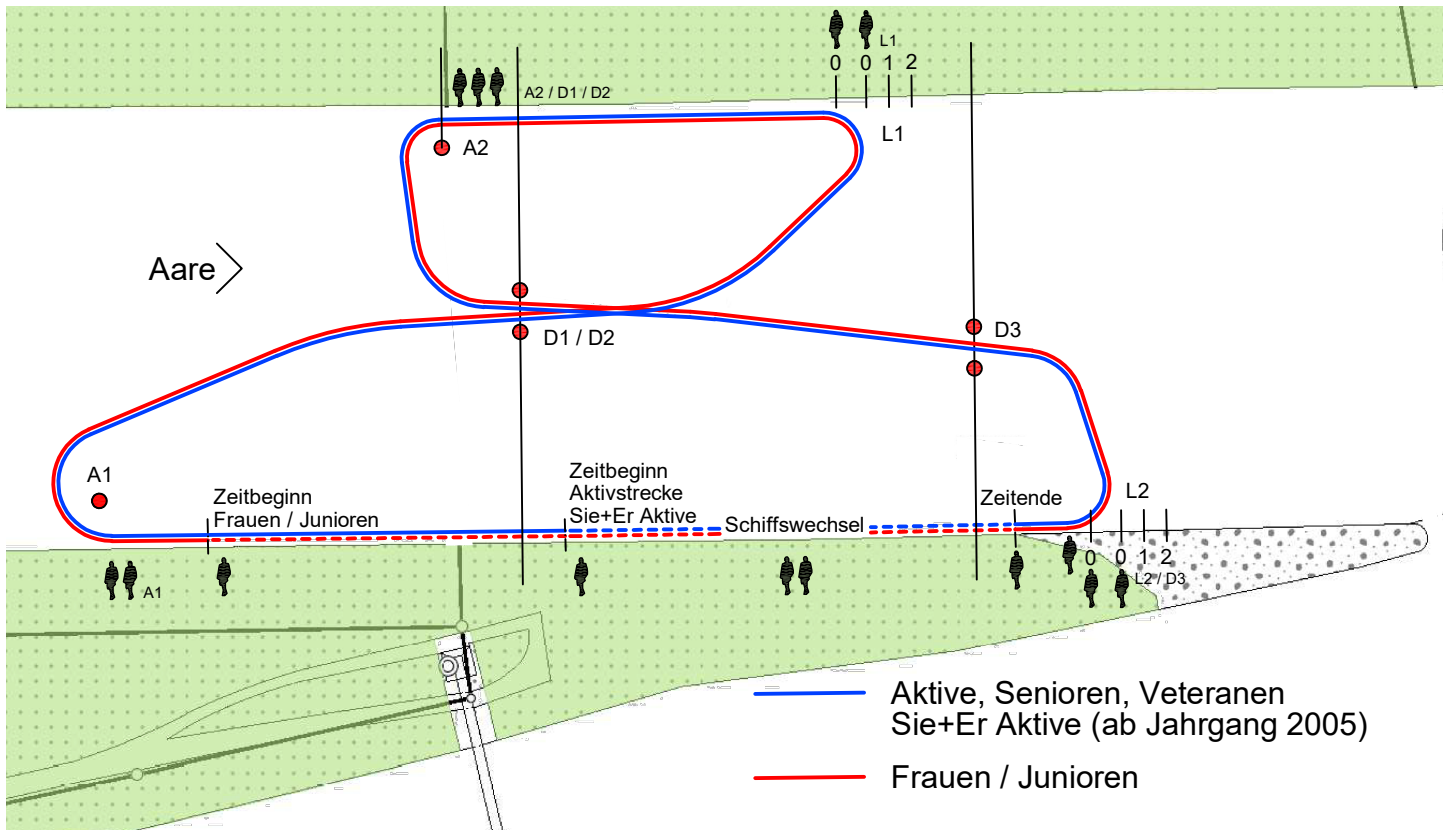 L1
0 0 1 2
A2 / D1 / D2
L1
A2
Aare
D1 / D2
D3
A1
Zeitbeginn
Frauen / Junioren
Zeitbeginn
Aktivstrecke
Sie+Er Aktive
Schiffswechsel
Zeitende
L2
0 0 1 2
A1
L2 / D3
Aktive, Senioren, Veteranen
Sie+Er Aktive (ab Jahrgang 2005)
Frauen / Junioren